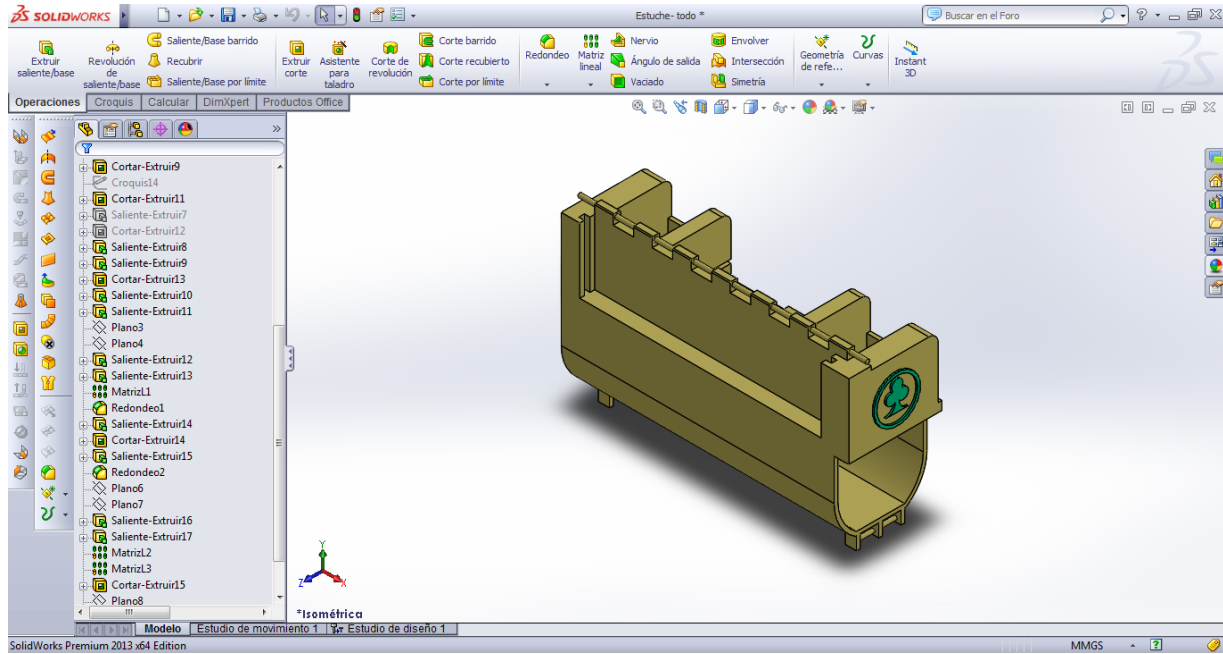 SOLIDWORKS
Estuche- todo *
Buscar en el Foro
Extruir saliente/base
Revolución de saliente/base
Saliente/Base barrido
Recubrir
Saliente/Base por límite
Extruir corte
Asistente para taladro
Corte de revolución
Corte barrido
Corte recubierto
Corte por límite
Redondeo
Matriz lineal
Nervio
Ángulo de salida
Vaciado
Envolver
Intersección
Simetría
Geometría de refe...
Curvas
Instant 3D
Operaciones
Croquis
Calcular
DimXpert
Productos Office
Cortar-Extruir9
Croquis14
Cortar-Extruir11
Saliente-Extruir7
Cortar-Extruir12
Saliente-Extruir8
Saliente-Extruir9
Cortar-Extruir13
Saliente-Extruir10
Saliente-Extruir11
Plano3
Plano4
Saliente-Extruir12
Saliente-Extruir13
MatrizL1
Redondeo1
Saliente-Extruir14
Cortar-Extruir14
Saliente-Extruir15
Redondeo2
Plano6
Plano7
Saliente-Extruir16
Saliente-Extruir17
MatrizL2
MatrizL3
Cortar-Extruir15
Plano8
Y
Z
X
*Isométrica
Modelo
Estudio de movimiento 1
Estudio de diseño 1
SolidWorks Premium 2013 x64 Edition
MMGS